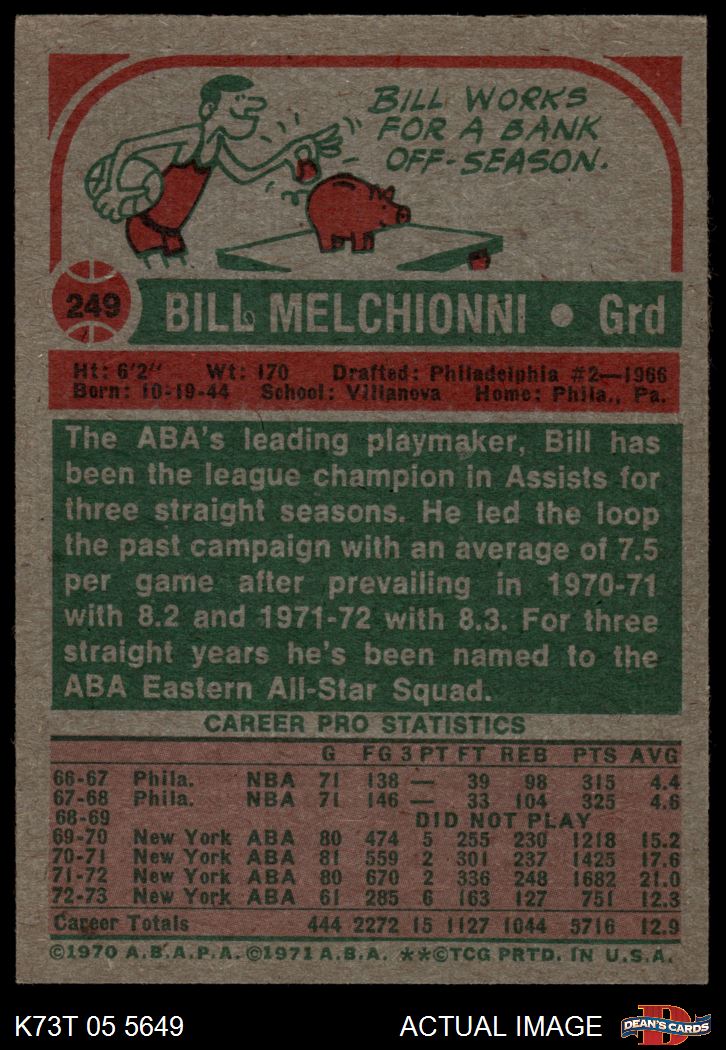 BILL WORKS
FOR A BANK
OFF-SEASON.
249 BILL MELCHIONNI • Grd
Ht: 6'2" Wt: 170 Drafted: Philadelphia #2—1966
Born: 10-19-44 School: Villanova Home: Phila., Pa.
The ABA's leading playmaker, Bill has
been the league champion in Assists for
three straight seasons. He led the loop
the past campaign with an average of 7.5
per game after prevailing in 1970-71
with 8.2 and 1971-72 with 8.3. For three
straight years he's been named to the
ABA Eastern All-Star Squad.
CAREER PRO STATISTICS
G FG 3 PT FT REB PTS AVG
66-67 Phila. NBA 71 138 — 39 98 315 4.4
67-68 Phila. NBA 71 146 — 33 104 325 4.6
68-69 DID NOT PLAY
69-70 New York ABA 80 474 5 255 230 1218 15.2
70-71 New York ABA 81 559 2 301 237 1425 17.6
71-72 New York ABA 80 670 2 336 248 1682 21.0
72-73 New York ABA 61 285 6 163 127 751 12.3
Career Totals 444 2272 15 1127 1044 5716 12.9
©1970 A.B.A.P.A. ©1971 A.B.A. **©TCG PRTD. IN U.S.A.
K73T 05 5649 ACTUAL IMAGE D DEAN'S CARDS